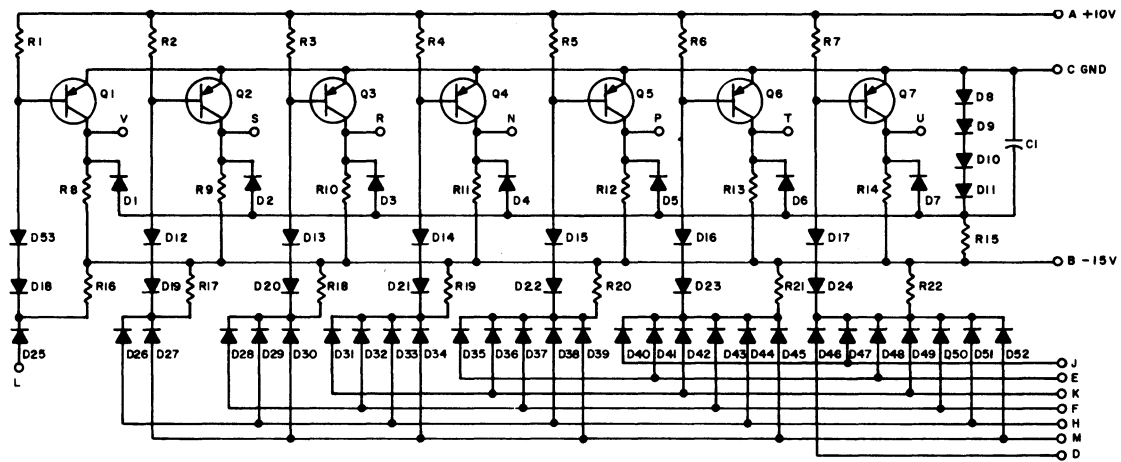 R1 R2 R3 R4 R5 R6 R7 A +10V
C GND
Q1 Q2 Q3 Q4 Q5 Q6 Q7 D8
D9
V S R N P T U C1
D10
R8 R9 R10 R11 R12 R13 R14 D11
D1 D2 D3 D4 D5 D6 D7
D53 D12 D13 D14 D15 D16 D17 R15
B -15V
D18 R16 D19 R17 D20 R18 D21 R19 D22 R20 D23 R21 D24 R22
D25 D26 D27 D28 D29 D30 D31 D32 D33 D34 D35 D36 D37 D38 D39 D40 D41 D42 D43 D44 D45 D46 D47 D48 D49 D50 D51 D52
L
J
E
K
F
H
M
D